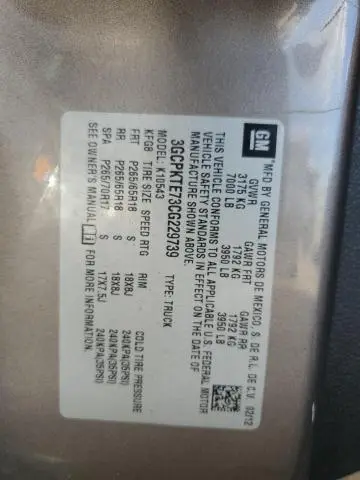 GM
MFD BY GENERAL MOTORS DE MEXICO, S. DE R.L. DE C.V. 02/12
GVWR GAWR FRT GAWR RR
3175 KG 1792 KG 1792 KG
7000 LB 3950 LB 3950 LB
THIS VEHICLE CONFORMS TO ALL APPLICABLE U.S. FEDERAL MOTOR
VEHICLE SAFETY STANDARDS IN EFFECT ON THE DATE OF
MANUFACTURE SHOWN ABOVE.
3GCPKTE73CG229739 TYPE: TRUCK
MODEL: K10543
KFG8 TIRE SIZE SPEED RTG RIM COLD TIRE PRESSURE
FRT P265/65R18 S 18X8J 240KPA(35PSI)
RR P265/65R18 S 18X8J 240KPA(35PSI)
SPA P265/70R17 S 17X7.5J 240KPA(35PSI)
SEE OWNER'S MANUAL FOR MORE INFORMATION.